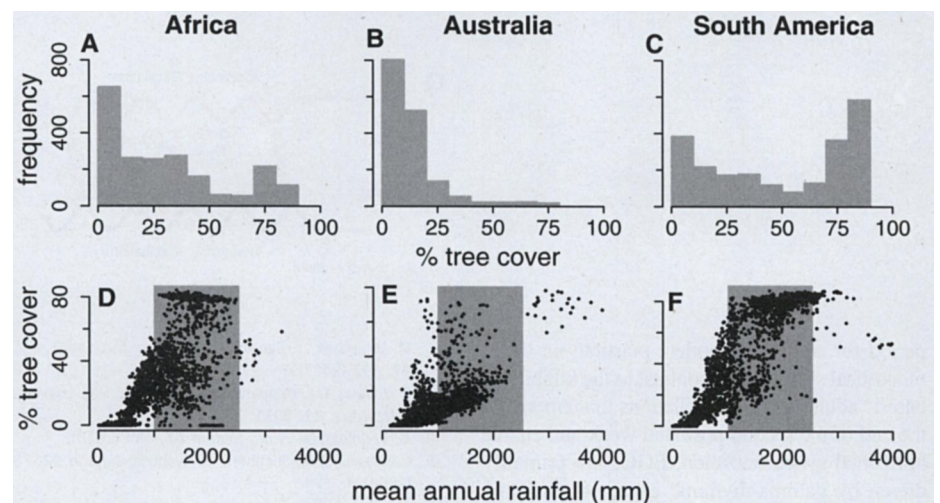 Africa Australia South America
A B C
frequency
0 400 800
0 25 50 75 100
0 25 50 75 100
0 25 50 75 100
% tree cover
D E F
% tree cover
0 40 80
0 2000 4000
0 2000 4000
0 2000 4000
mean annual rainfall (mm)